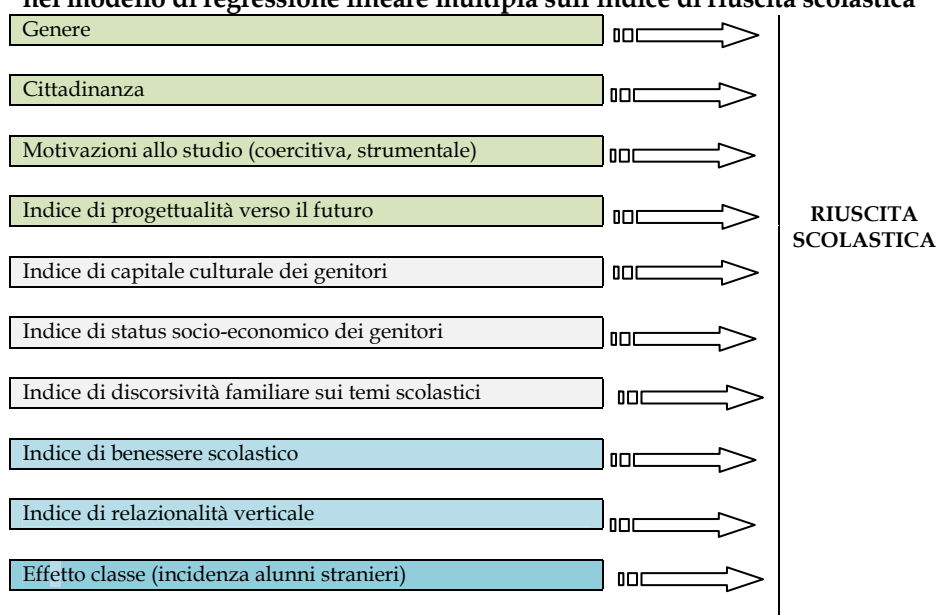 nel modello di regressione lineare multipla sull'indice di riuscita scolastica
Genere
Cittadinanza
Motivazioni allo studio (coercitiva, strumentale)
Indice di progettualità verso il futuro
RIUSCITA
SCOLASTICA
Indice di capitale culturale dei genitori
Indice di status socio-economico dei genitori
Indice di discorsività familiare sui temi scolastici
Indice di benessere scolastico
Indice di relazionalità verticale
Effetto classe (incidenza alunni stranieri)